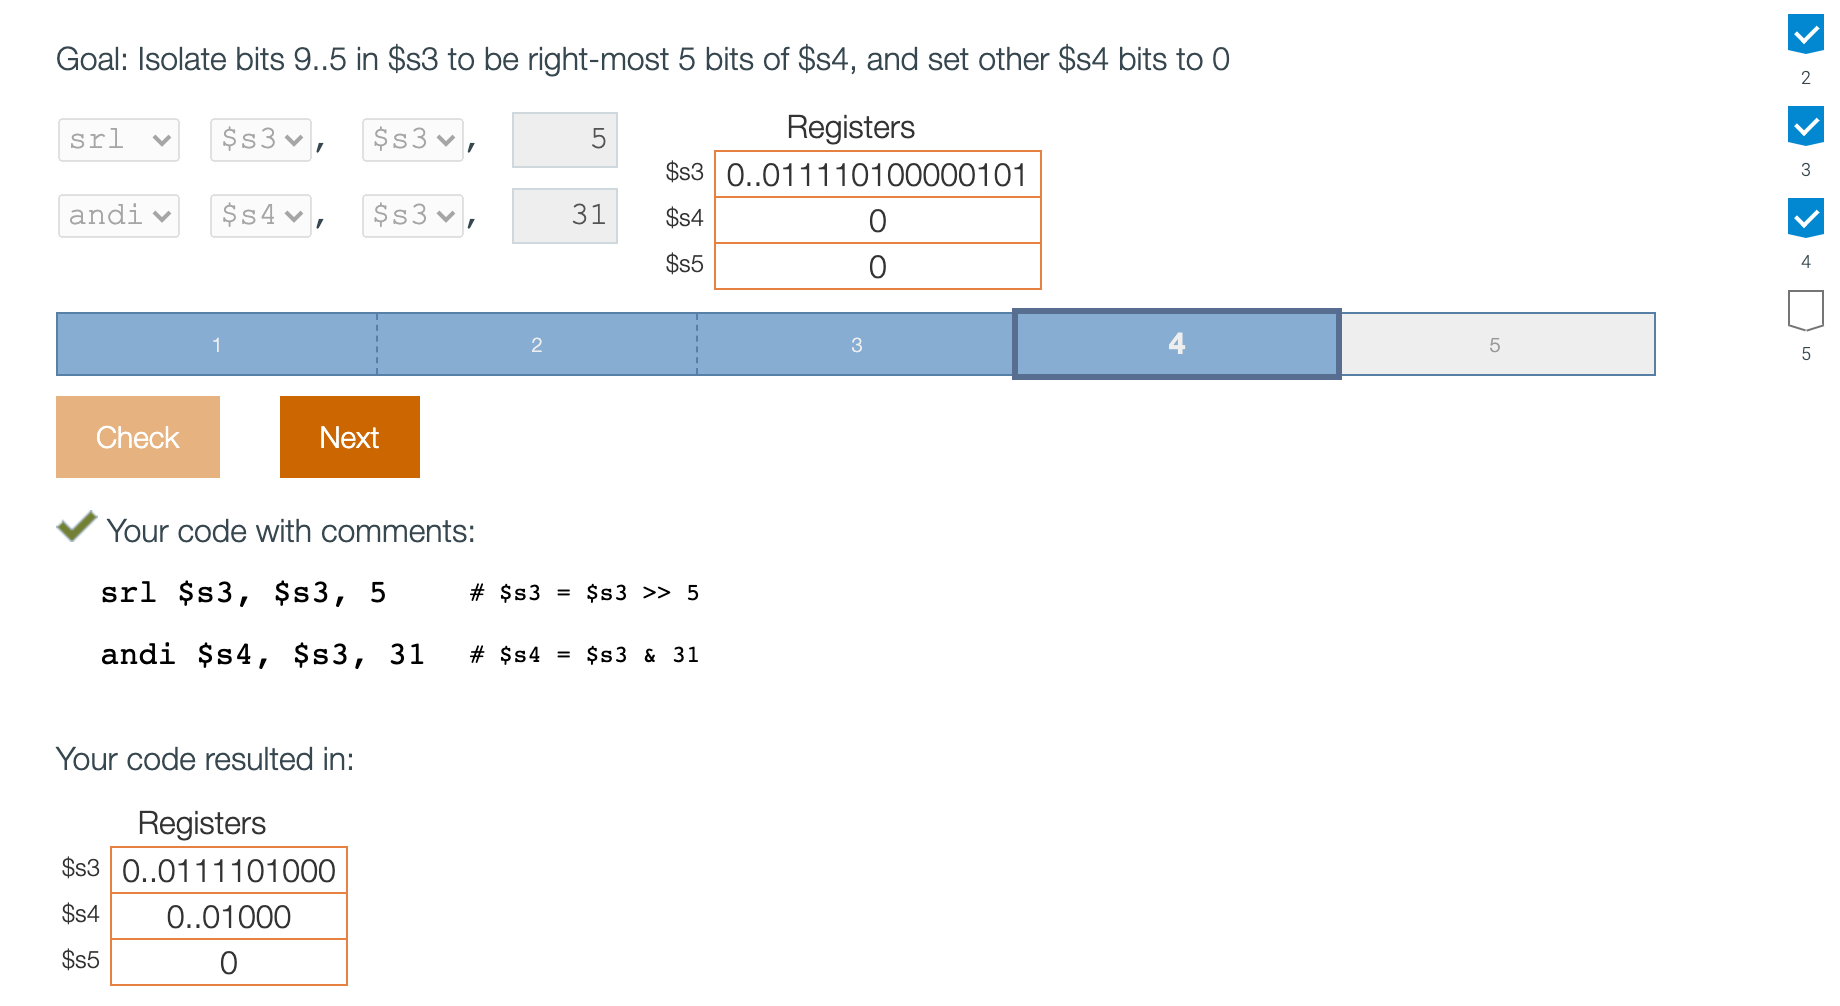 Goal: Isolate bits 9..5 in $s3 to be right-most 5 bits of $s4, and set other $s4 bits to 0
srl $s3 , $s3 , 5
andi $s4 , $s3 , 31
Registers
$s3 0..011110100000101
$s4 0
$s5 0
1 2 3 4 5
Check Next
Your code with comments:
srl $s3, $s3, 5 # $s3 = $s3 >> 5
andi $s4, $s3, 31 # $s4 = $s3 & 31
Your code resulted in:
Registers
$s3 0..0111101000
$s4 0..01000
$s5 0
2
3
4
5